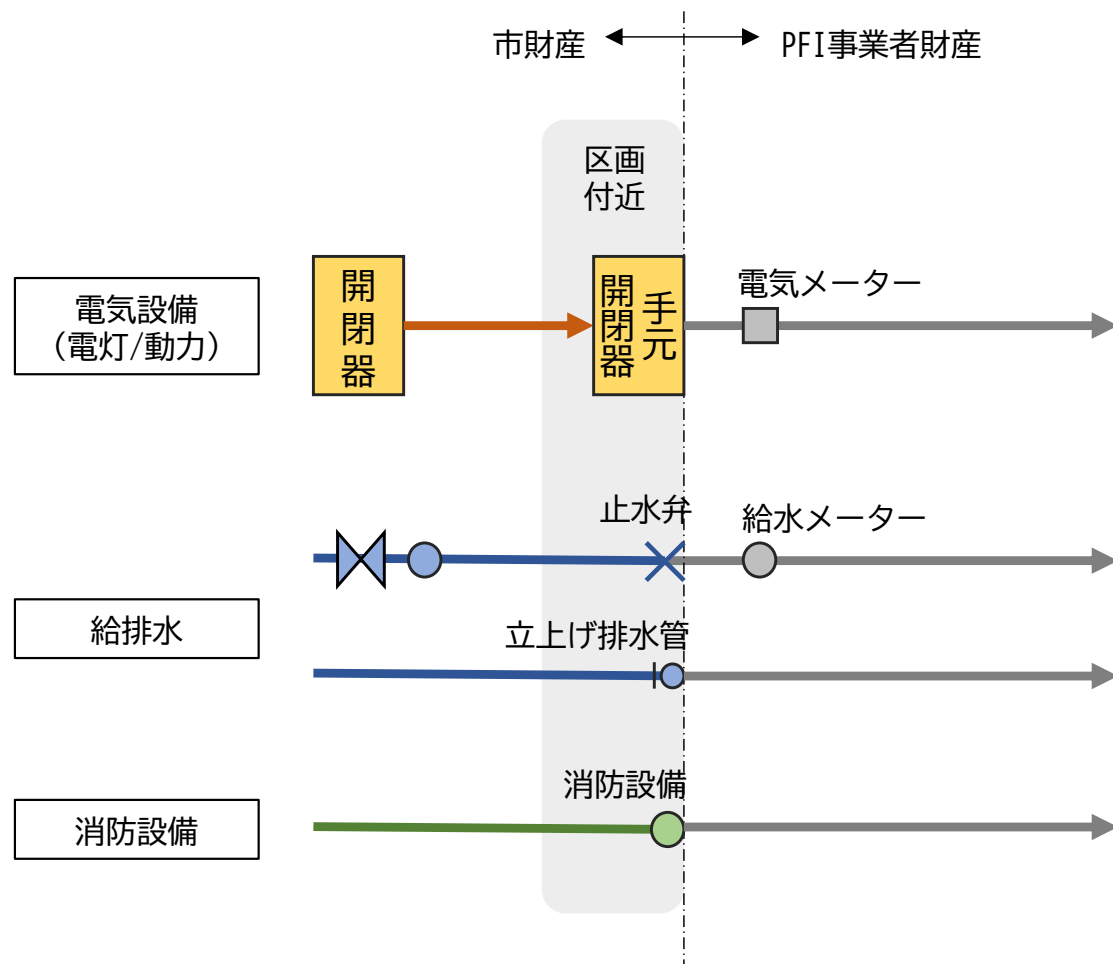 市財産
PFI事業者財産
区画
付近
電気設備
(電灯/動力)
開閉器
手元
開閉器
電気メーター
給排水
止水弁
給水メーター
立上げ排水管
消防設備
消防設備